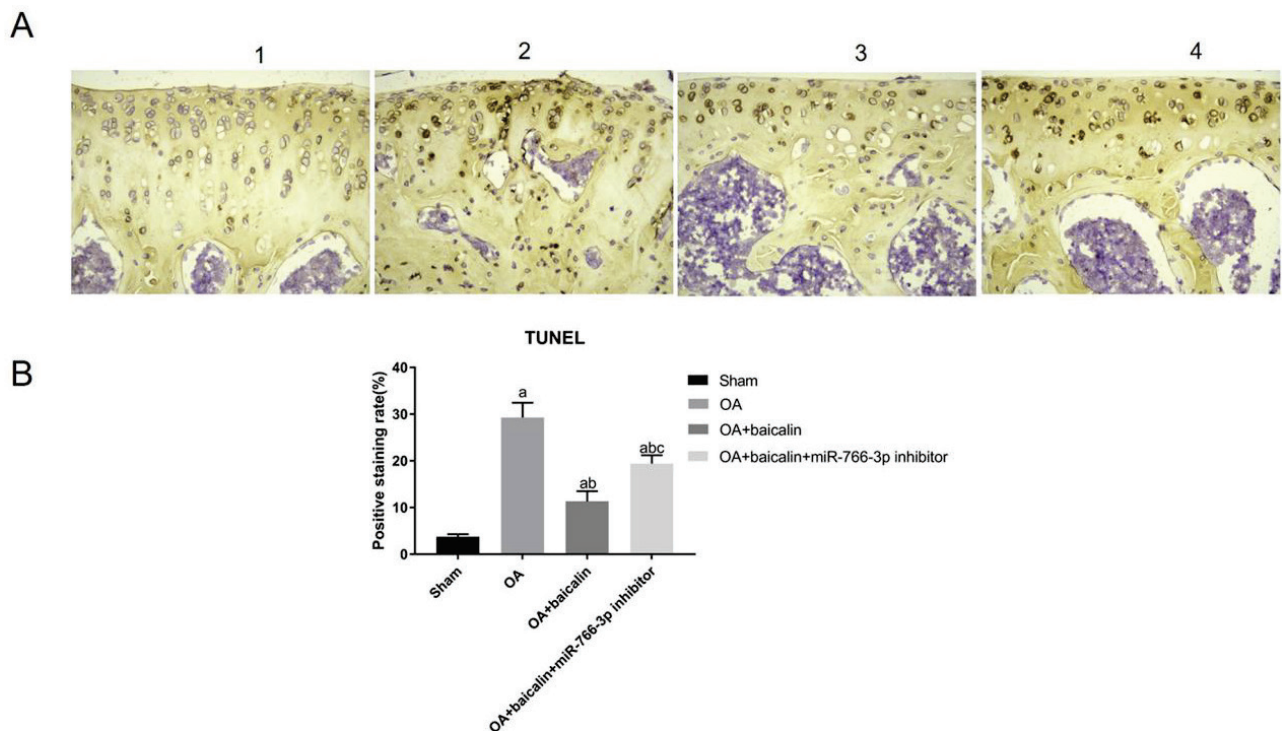 A
1 2 3 4
B
TUNEL
Positive staining rate(%)
40
30
20
10
0
a
ab
abc
Sham
OA
OA+baicalin
OA+baicalin+miR-766-3p inhibitor
Sham
OA
OA+baicalin
OA+baicalin+miR-766-3p inhibitor